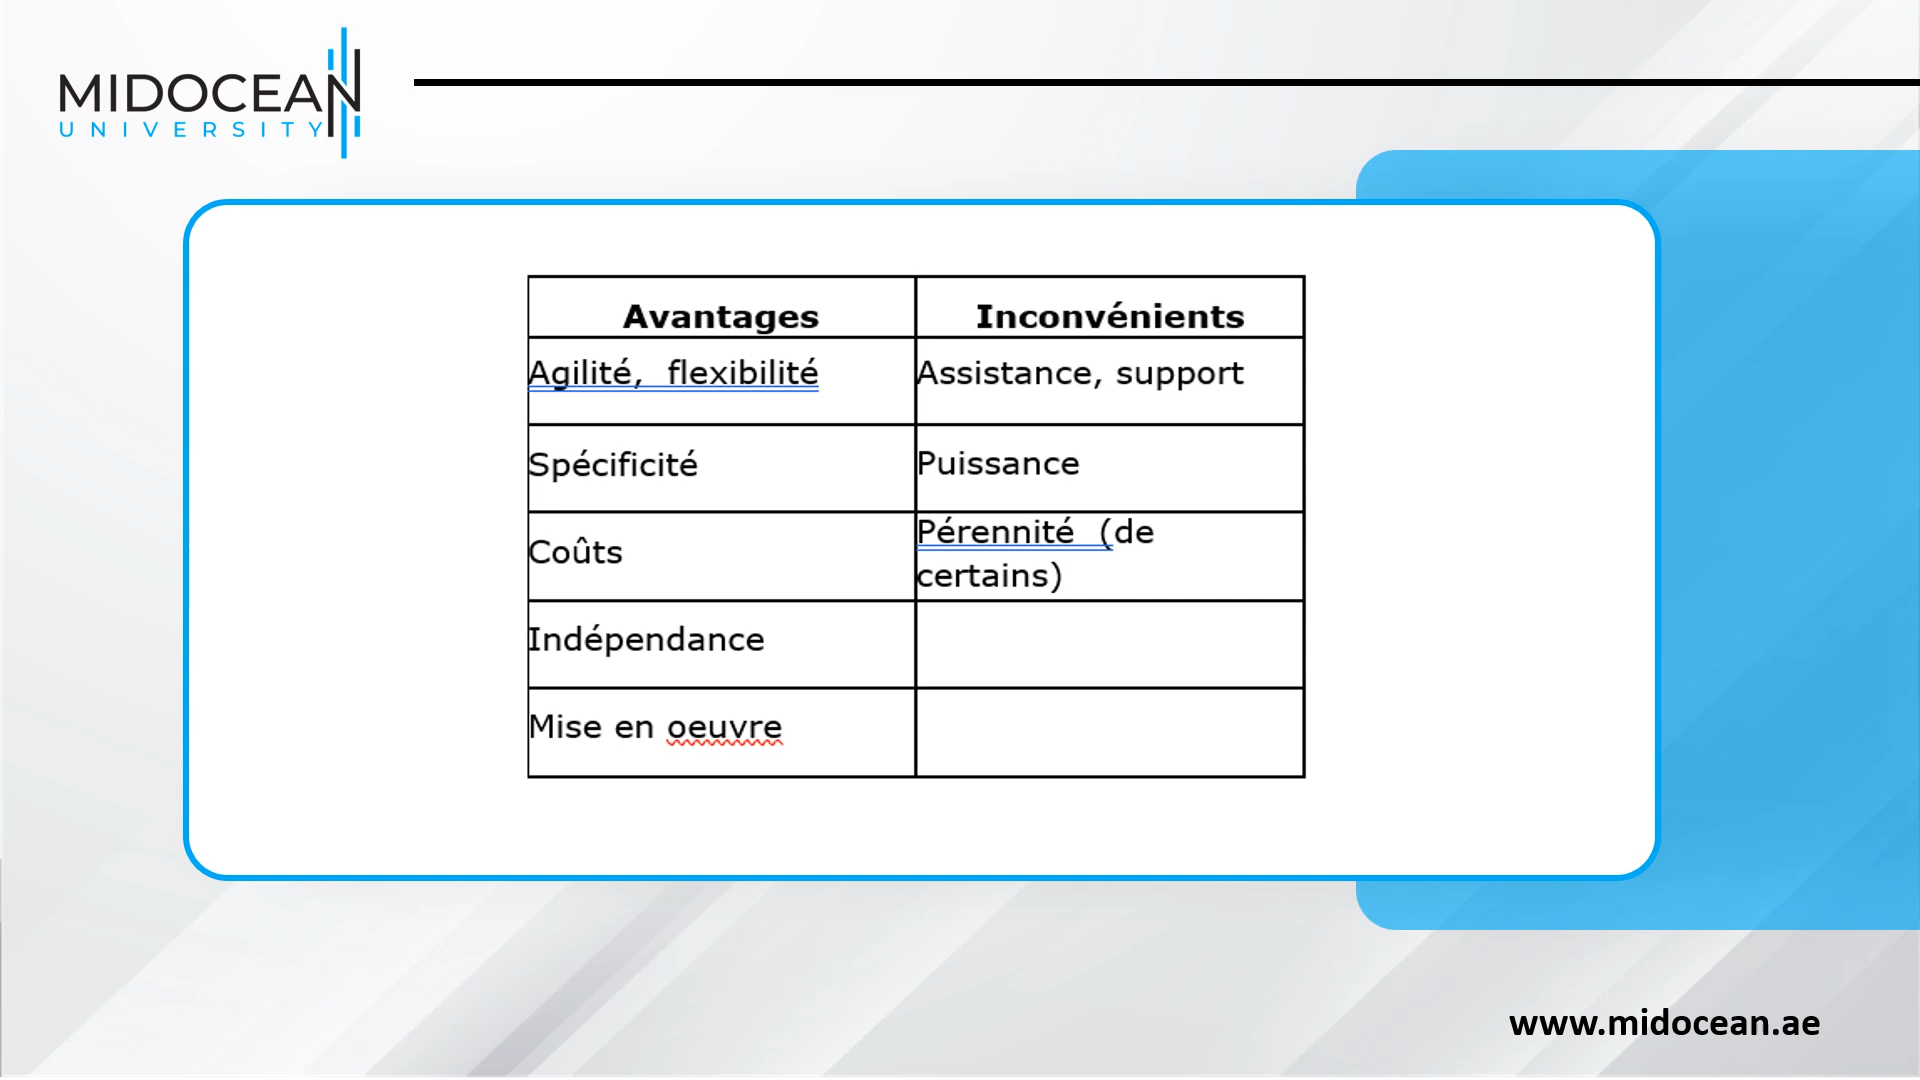 MIDOCEAN
UNIVERSITY
Avantages Inconvénients
Agilité, flexibilité Assistance, support
Spécificité Puissance
Coûts Pérennité (de
certains)
Indépendance
Mise en oeuvre
www.midocean.ae